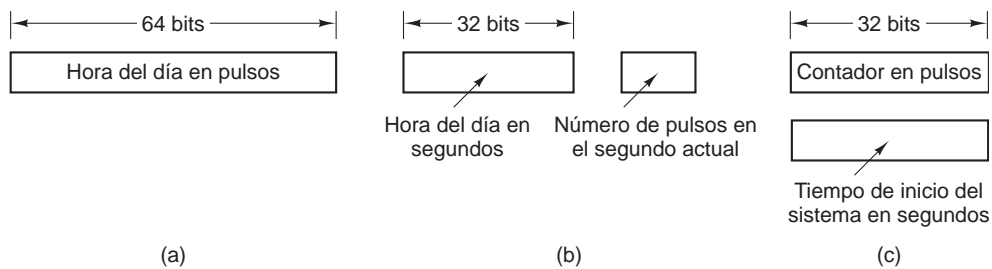 64 bits
Hora del día en pulsos
(a)
32 bits
Hora del día en
segundos
Número de pulsos en
el segundo actual
(b)
32 bits
Contador en pulsos
Tiempo de inicio del
sistema en segundos
(c)